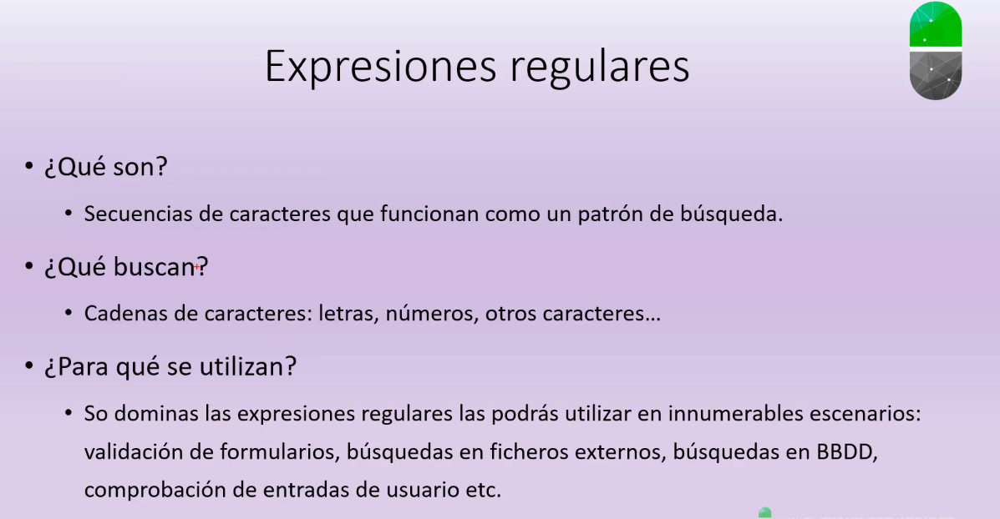 Expresiones regulares
• ¿Qué son?
• Secuencias de caracteres que funcionan como un patrón de búsqueda.
• ¿Qué buscan?
• Cadenas de caracteres: letras, números, otros caracteres...
• ¿Para qué se utilizan?
• So dominas las expresiones regulares las podrás utilizar en innumerables escenarios:
validación de formularios, búsquedas en ficheros externos, búsquedas en BBDD,
comprobación de entradas de usuario etc.